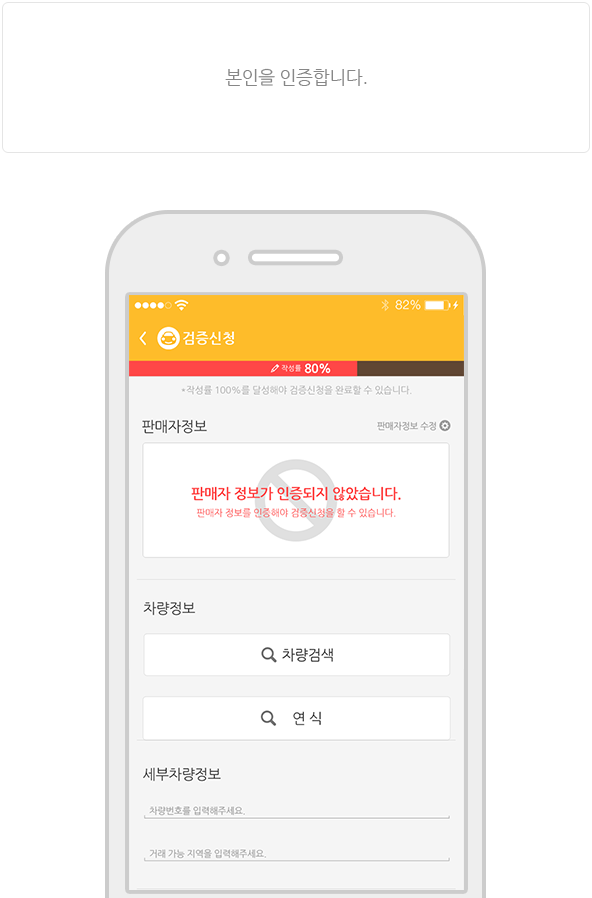 본인을 인증합니다.
82%
검증신청
작성률 80%
*작성률 100%를 달성해야 검증신청을 완료할 수 있습니다.
판매자정보
판매자정보 수정
판매자 정보가 인증되지 않았습니다.
판매자 정보를 인증해야 검증신청을 할 수 있습니다.
차량정보
차량검색
연 식
세부차량정보
차량번호를 입력해주세요.
거래 가능 지역을 입력해주세요.